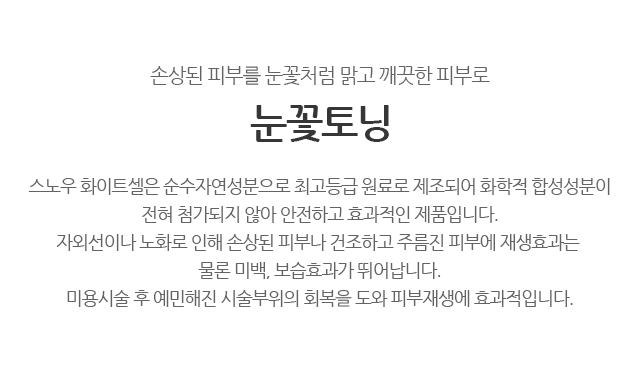 손상된 피부를 눈꽃처럼 맑고 깨끗한 피부로
눈꽃토닝
스노우 화이트셀은 순수자연성분으로 최고등급 원료로 제조되어 화학적 합성성분이
전혀 첨가되지 않아 안전하고 효과적인 제품입니다.
자외선이나 노화로 인해 손상된 피부나 건조하고 주름진 피부에 재생효과는
물론 미백, 보습효과가 뛰어납니다.
미용시술 후 예민해진 시술부위의 회복을 도와 피부재생에 효과적입니다.